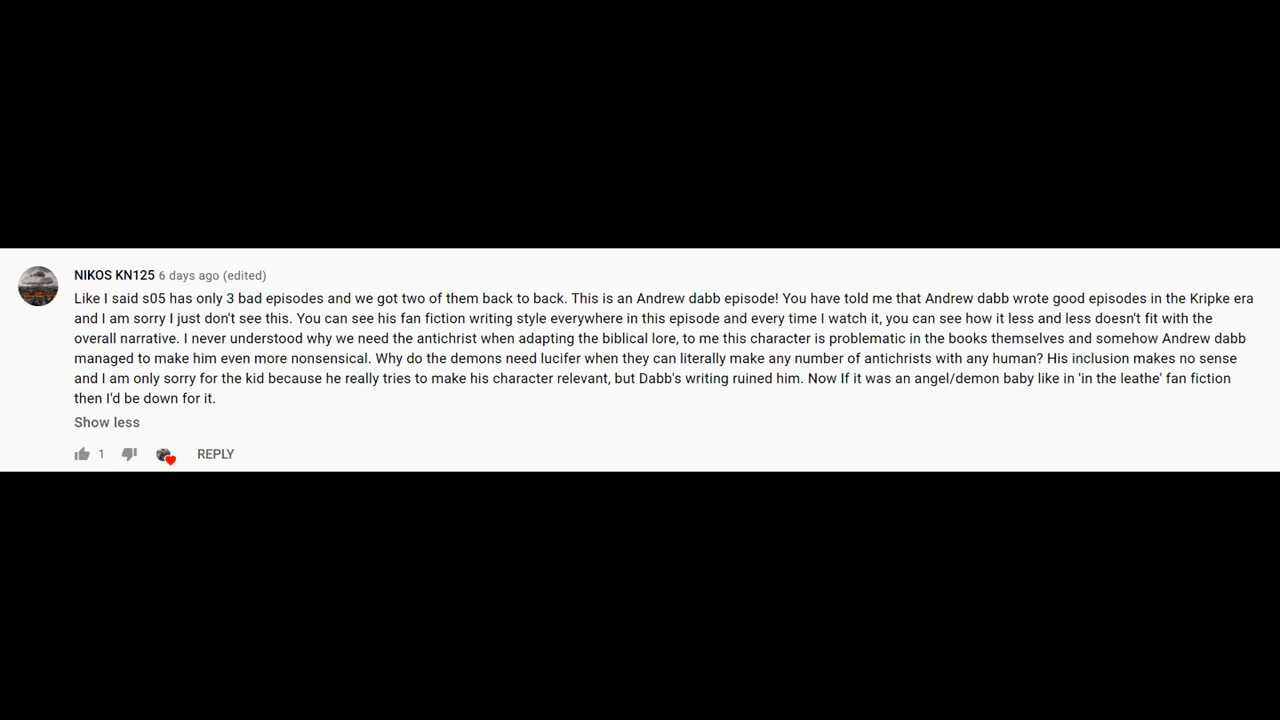 NIKOS KN125 6 days ago (edited)
Like I said s05 has only 3 bad episodes and we got two of them back to back. This is an Andrew dabb episode! You have told me that Andrew dabb wrote good episodes in the Kripke era
and I am sorry I just don't see this. You can see his fan fiction writing style everywhere in this episode and every time I watch it, you can see how it less and less doesn't fit with the
overall narrative. I never understood why we need the antichrist when adapting the biblical lore, to me this character is problematic in the books themselves and somehow Andrew dabb
managed to make him even more nonsensical. Why do the demons need lucifer when they can literally make any number of antichrists with any human? His inclusion makes no sense
and I am only sorry for the kid because he really tries to make his character relevant, but Dabb's writing ruined him. Now If it was an angel/demon baby like in 'in the leathe' fan fiction
then I'd be down for it.
Show less
1 REPLY